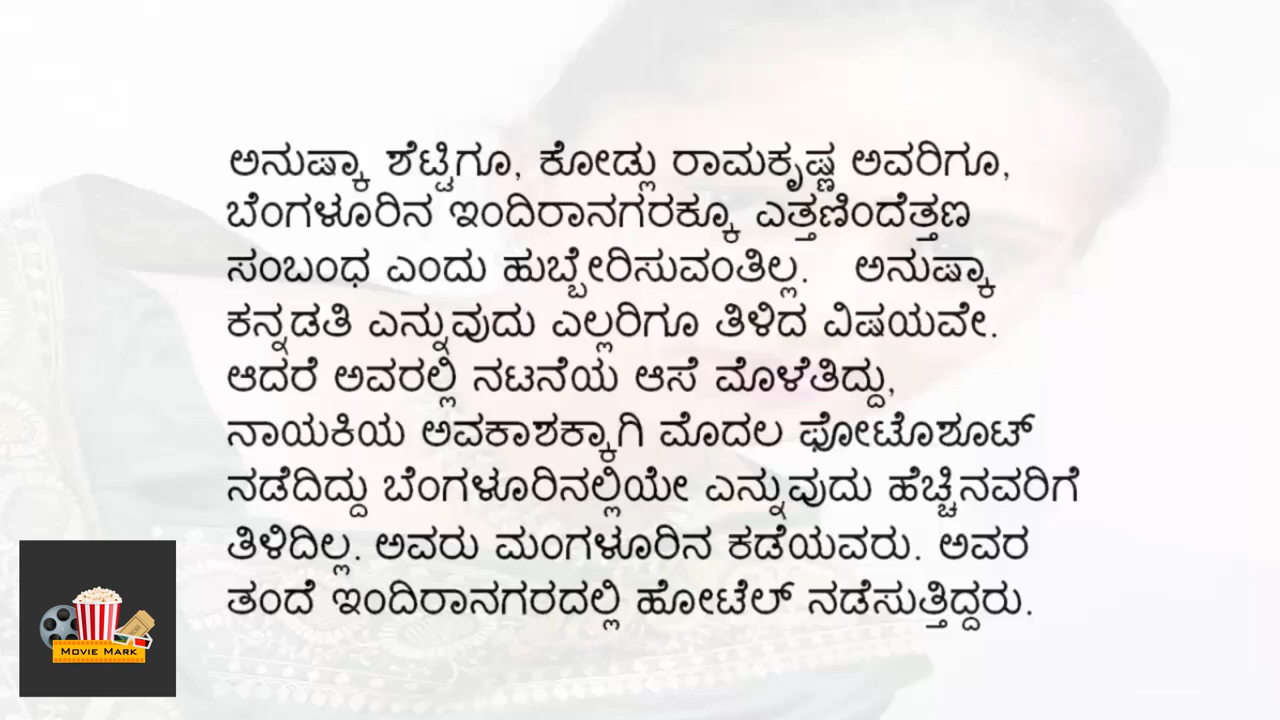 ಅನುಷ್ಕಾ ಶೆಟ್ಟಿಗೂ, ಕೋಡ್ಲು ರಾಮಕೃಷ್ಣ ಅವರಿಗೂ,
ಬೆಂಗಳೂರಿನ ಇಂದಿರಾನಗರಕ್ಕೂ ಎತ್ತಣಿಂದೆತ್ತಣ
ಸಂಬಂಧ ಎಂದು ಹುಬ್ಬೇರಿಸುವಂತಿಲ್ಲ. ಅನುಷ್ಕಾ
ಕನ್ನಡತಿ ಎನ್ನುವುದು ಎಲ್ಲರಿಗೂ ತಿಳಿದ ವಿಷಯವೇ.
ಆದರೆ ಅವರಲ್ಲಿ ನಟನೆಯ ಆಸೆ ಮೊಳೆತಿದ್ದು,
ನಾಯಕಿಯ ಅವಕಾಶಕ್ಕಾಗಿ ಮೊದಲ ಫೋಟೊಶೂಟ್
ನಡೆದಿದ್ದು ಬೆಂಗಳೂರಿನಲ್ಲಿಯೇ ಎನ್ನುವುದು ಹೆಚ್ಚಿನವರಿಗೆ
ತಿಳಿದಿಲ್ಲ. ಅವರು ಮಂಗಳೂರಿನ ಕಡೆಯವರು. ಅವರ
ತಂದೆ ಇಂದಿರಾನಗರದಲ್ಲಿ ಹೋಟೆಲ್ ನಡೆಸುತ್ತಿದ್ದರು.
MOVIE MARK